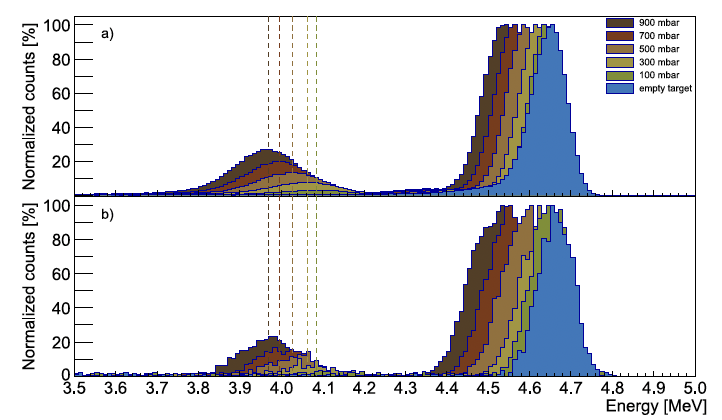 Normalized counts [%]
100
80
60
40
20
a)
900 mbar
700 mbar
500 mbar
300 mbar
100 mbar
empty target
Normalized counts [%]
100
80
60
40
20
0
b)
3.5 3.6 3.7 3.8 3.9 4.0 4.1 4.2 4.3 4.4 4.5 4.6 4.7 4.8 4.9 5.0
Energy [MeV]